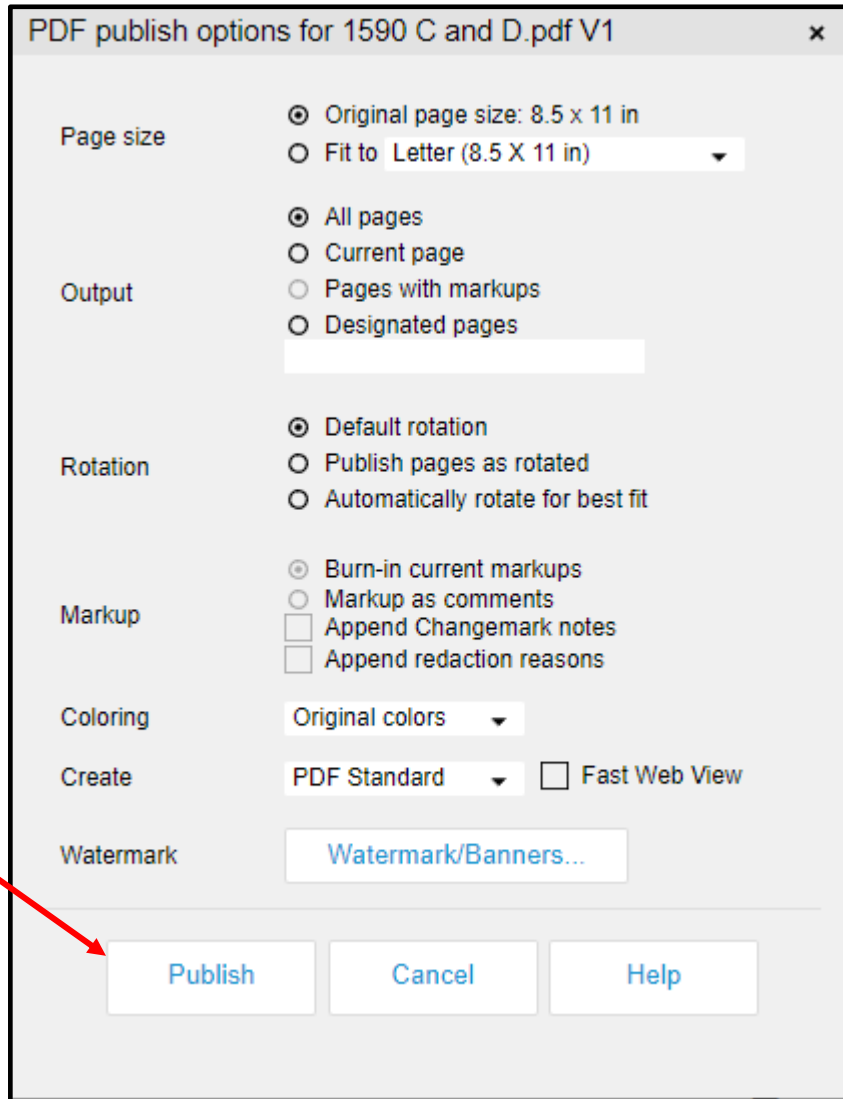 PDF publish options for 1590 C and D.pdf V1 ×
Page size
Original page size: 8.5 x 11 in
Fit to Letter (8.5 X 11 in)
Output
All pages
Current page
Pages with markups
Designated pages
Rotation
Default rotation
Publish pages as rotated
Automatically rotate for best fit
Markup
Burn-in current markups
Markup as comments
Append Changemark notes
Append redaction reasons
Coloring Original colors
Create PDF Standard Fast Web View
Watermark Watermark/Banners...
Publish Cancel Help